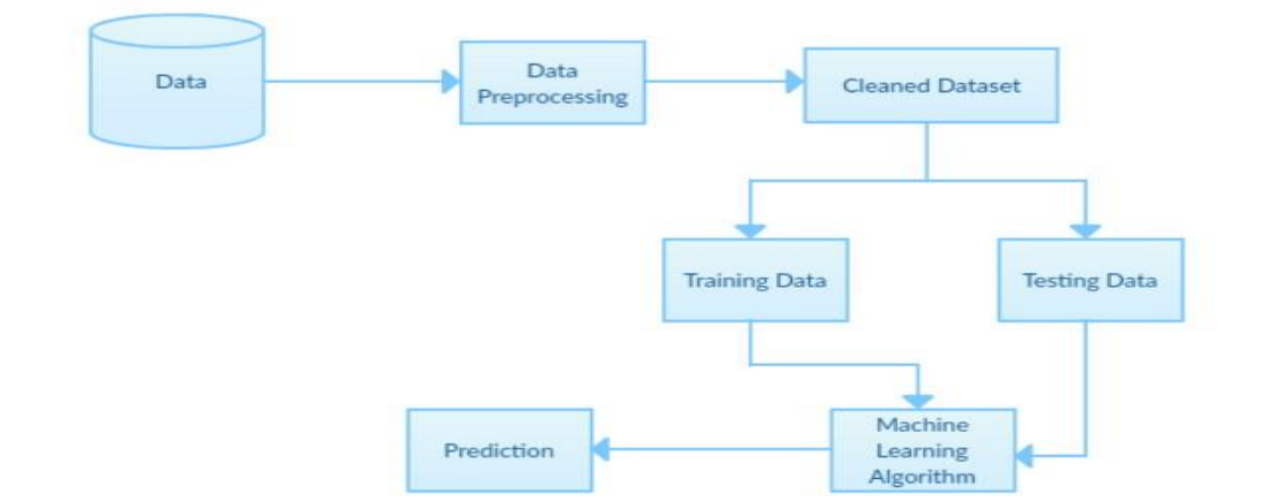 Data
Data
Preprocessing
Cleaned Dataset
Training Data
Testing Data
Machine
Learning
Algorithm
Prediction